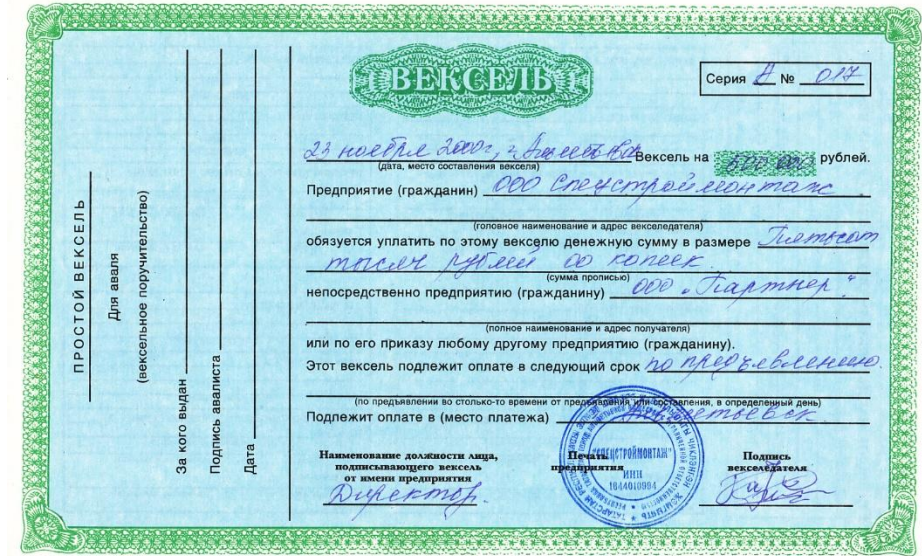 ВЕКСЕЛЬ
Серия А № 017
23 ноября 2000г, г Альметьевск Вексель на 500 000 рублей.
(дата, место составления векселя)
Предприятие (гражданин) ООО Спецстроймонтаж
(головное наименование и адрес векселедателя)
обязуется уплатить по этому векселю денежную сумму в размере Пятьсот
тысяч рублей 00 копеек
(сумма прописью)
непосредственно предприятию (гражданину) ООО „Партнер“
(полное наименование и адрес получателя)
или по его приказу любому другому предприятию (гражданину).
Этот вексель подлежит оплате в следующий срок по предъявлению
(по предъявлении во столько-то времени от предъявления или составления, в определенный день)
Подлежит оплате в (место платежа) Альметьевск
Наименование должности лица,
подписывающего вексель
от имени предприятия
Директор.
Печать
предприятия
"СПЕЦСТРОЙМОНТАЖ"
ИНН
1644010994
Подпись
векселедателя
ПРОСТОЙ ВЕКСЕЛЬ
Для аваля
(вексельное поручительство)
За кого выдан
Подпись авалиста
Дата